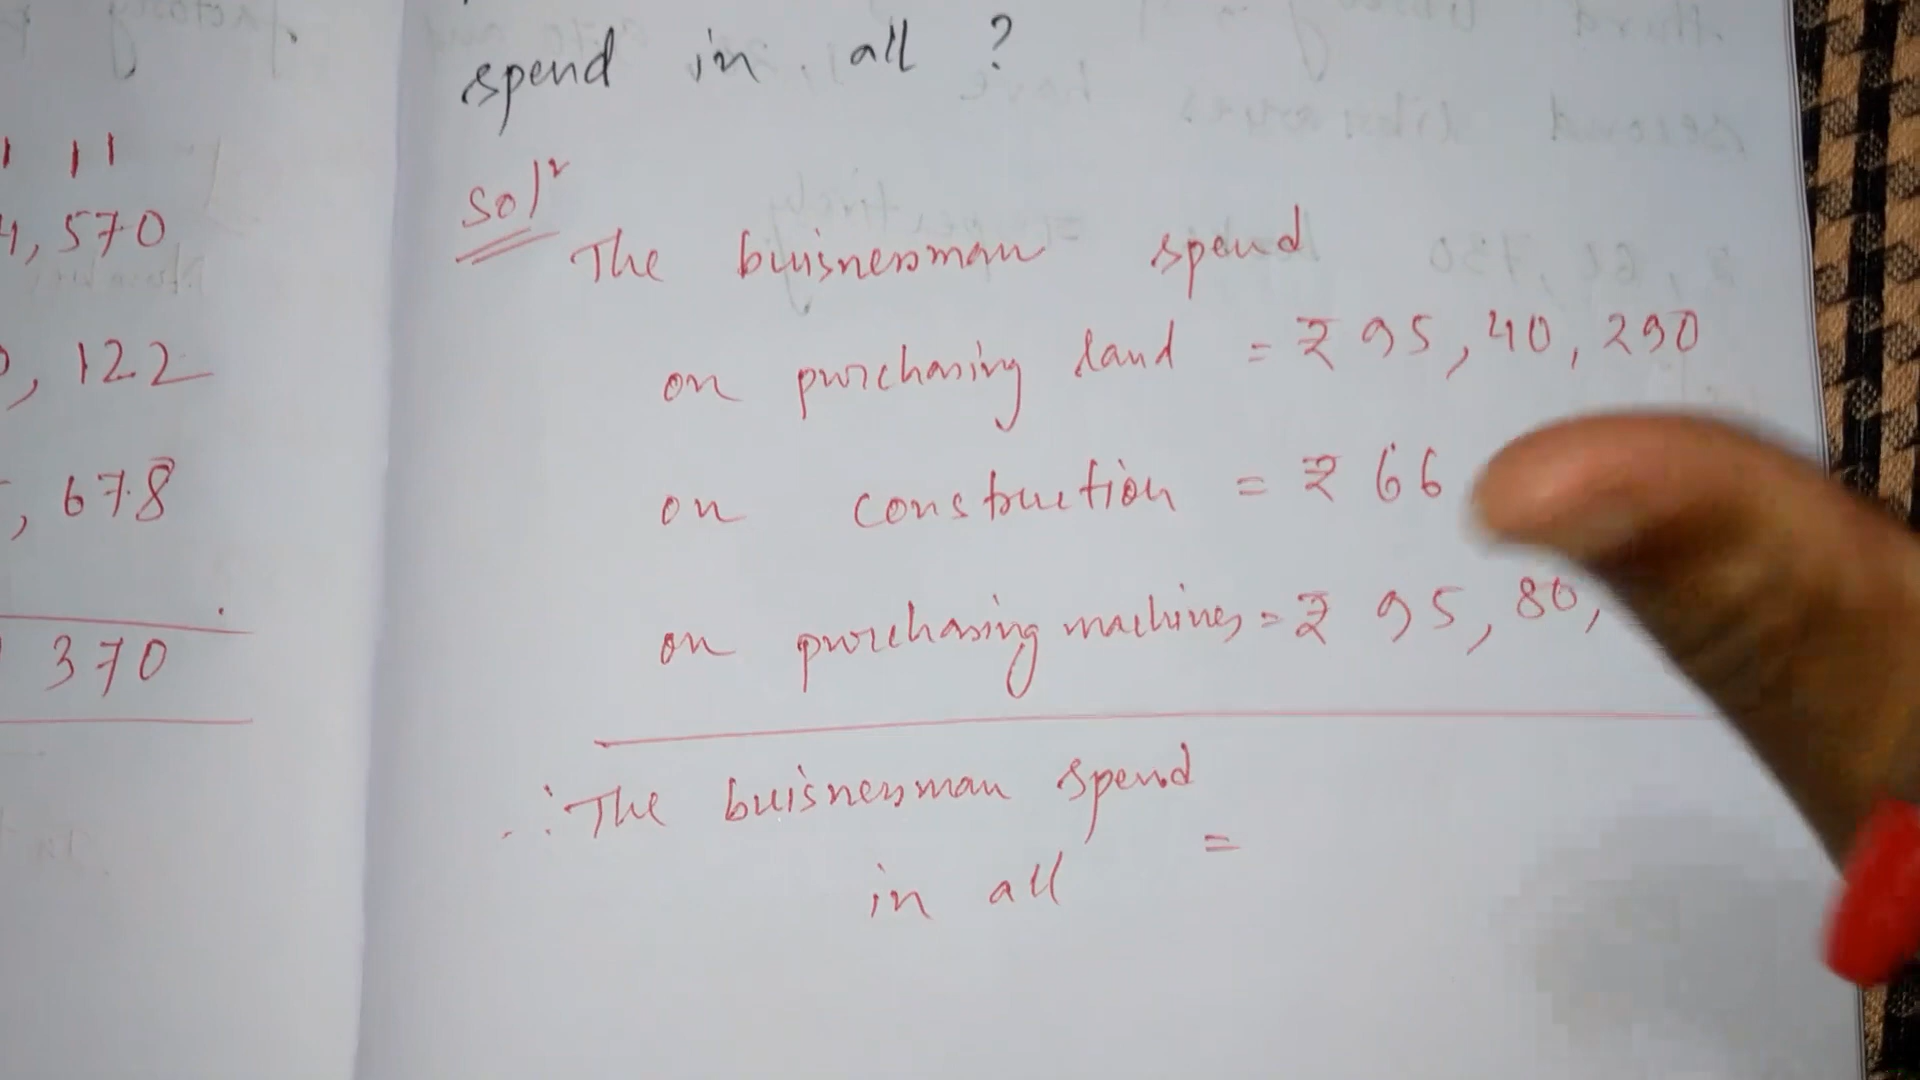 spend in all ?
11
570
, 122
, 678
370
Sol^n
The buisnessman spend
on purchasing land = ₹ 95, 40, 290
on construction = ₹ 66
on purchasing machines = ₹ 95, 80,
∴ The buisnessman spend
in all =